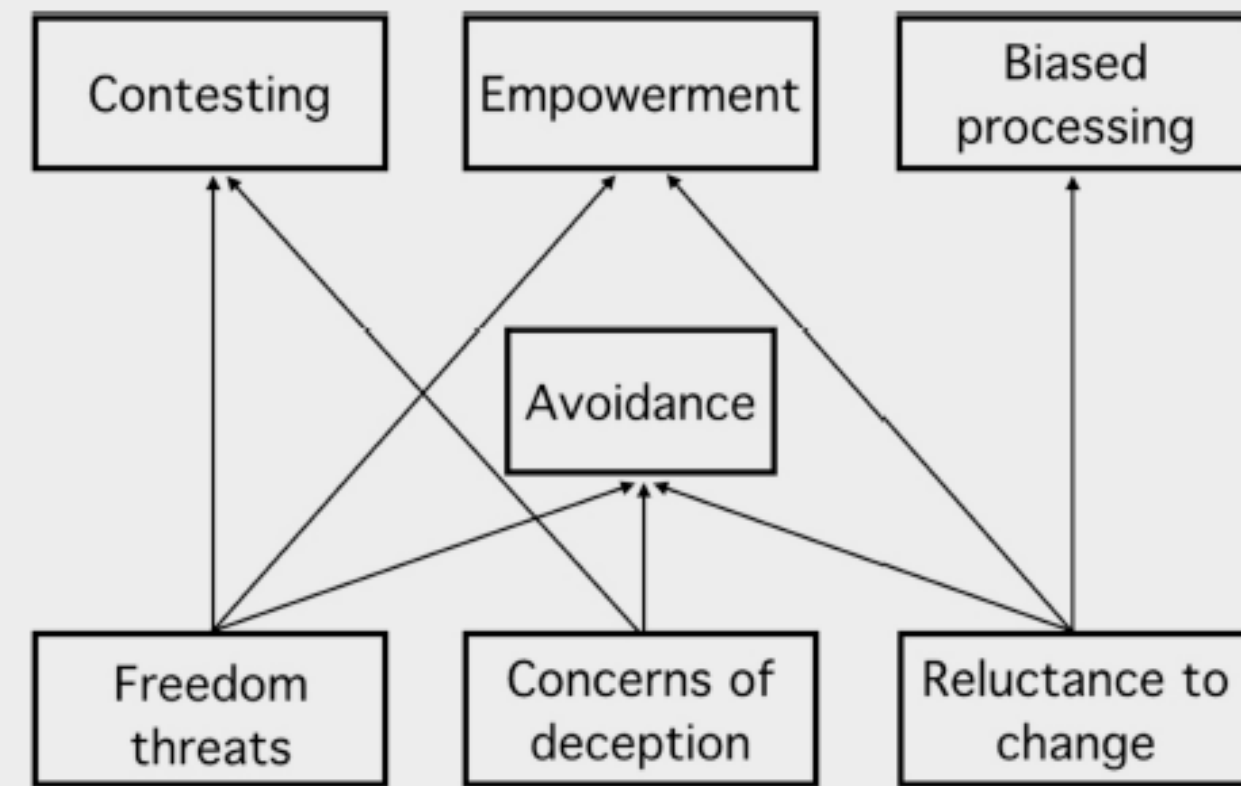 Contesting
Empowerment
Biased
processing
Avoidance
Freedom
threats
Concerns of
deception
Reluctance to
change